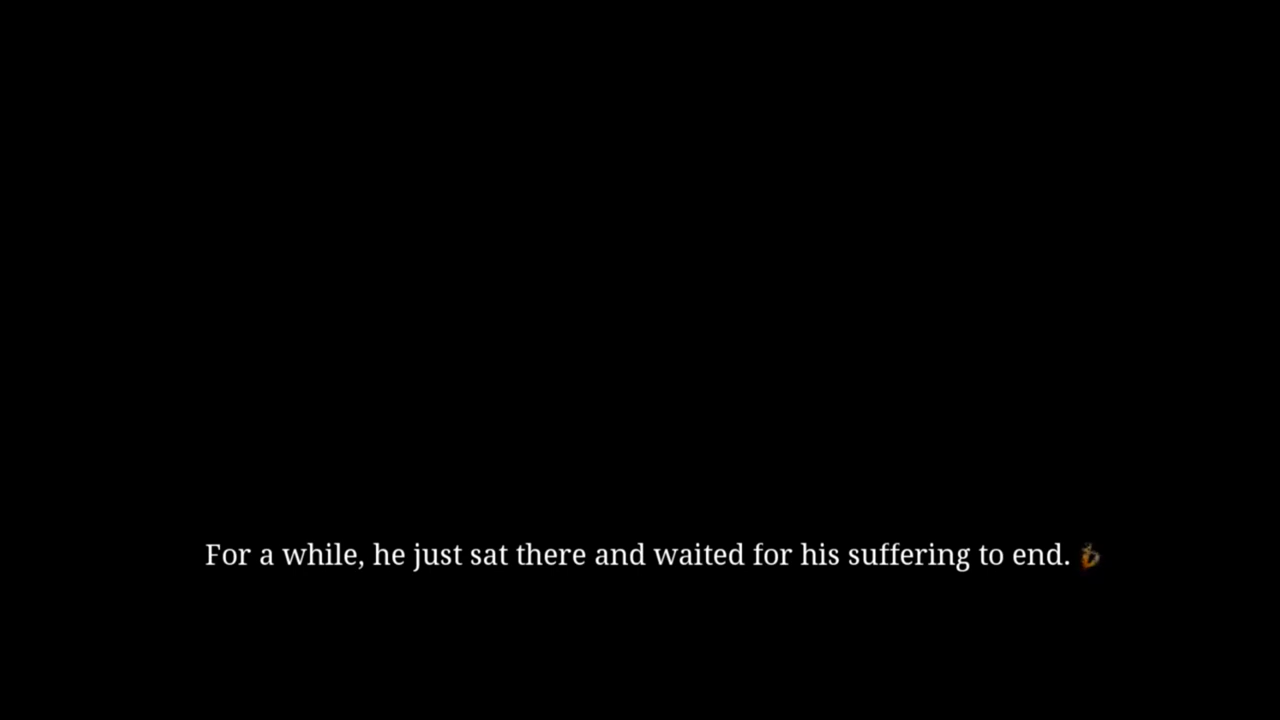 For a while, he just sat there and waited for his suffering to end.